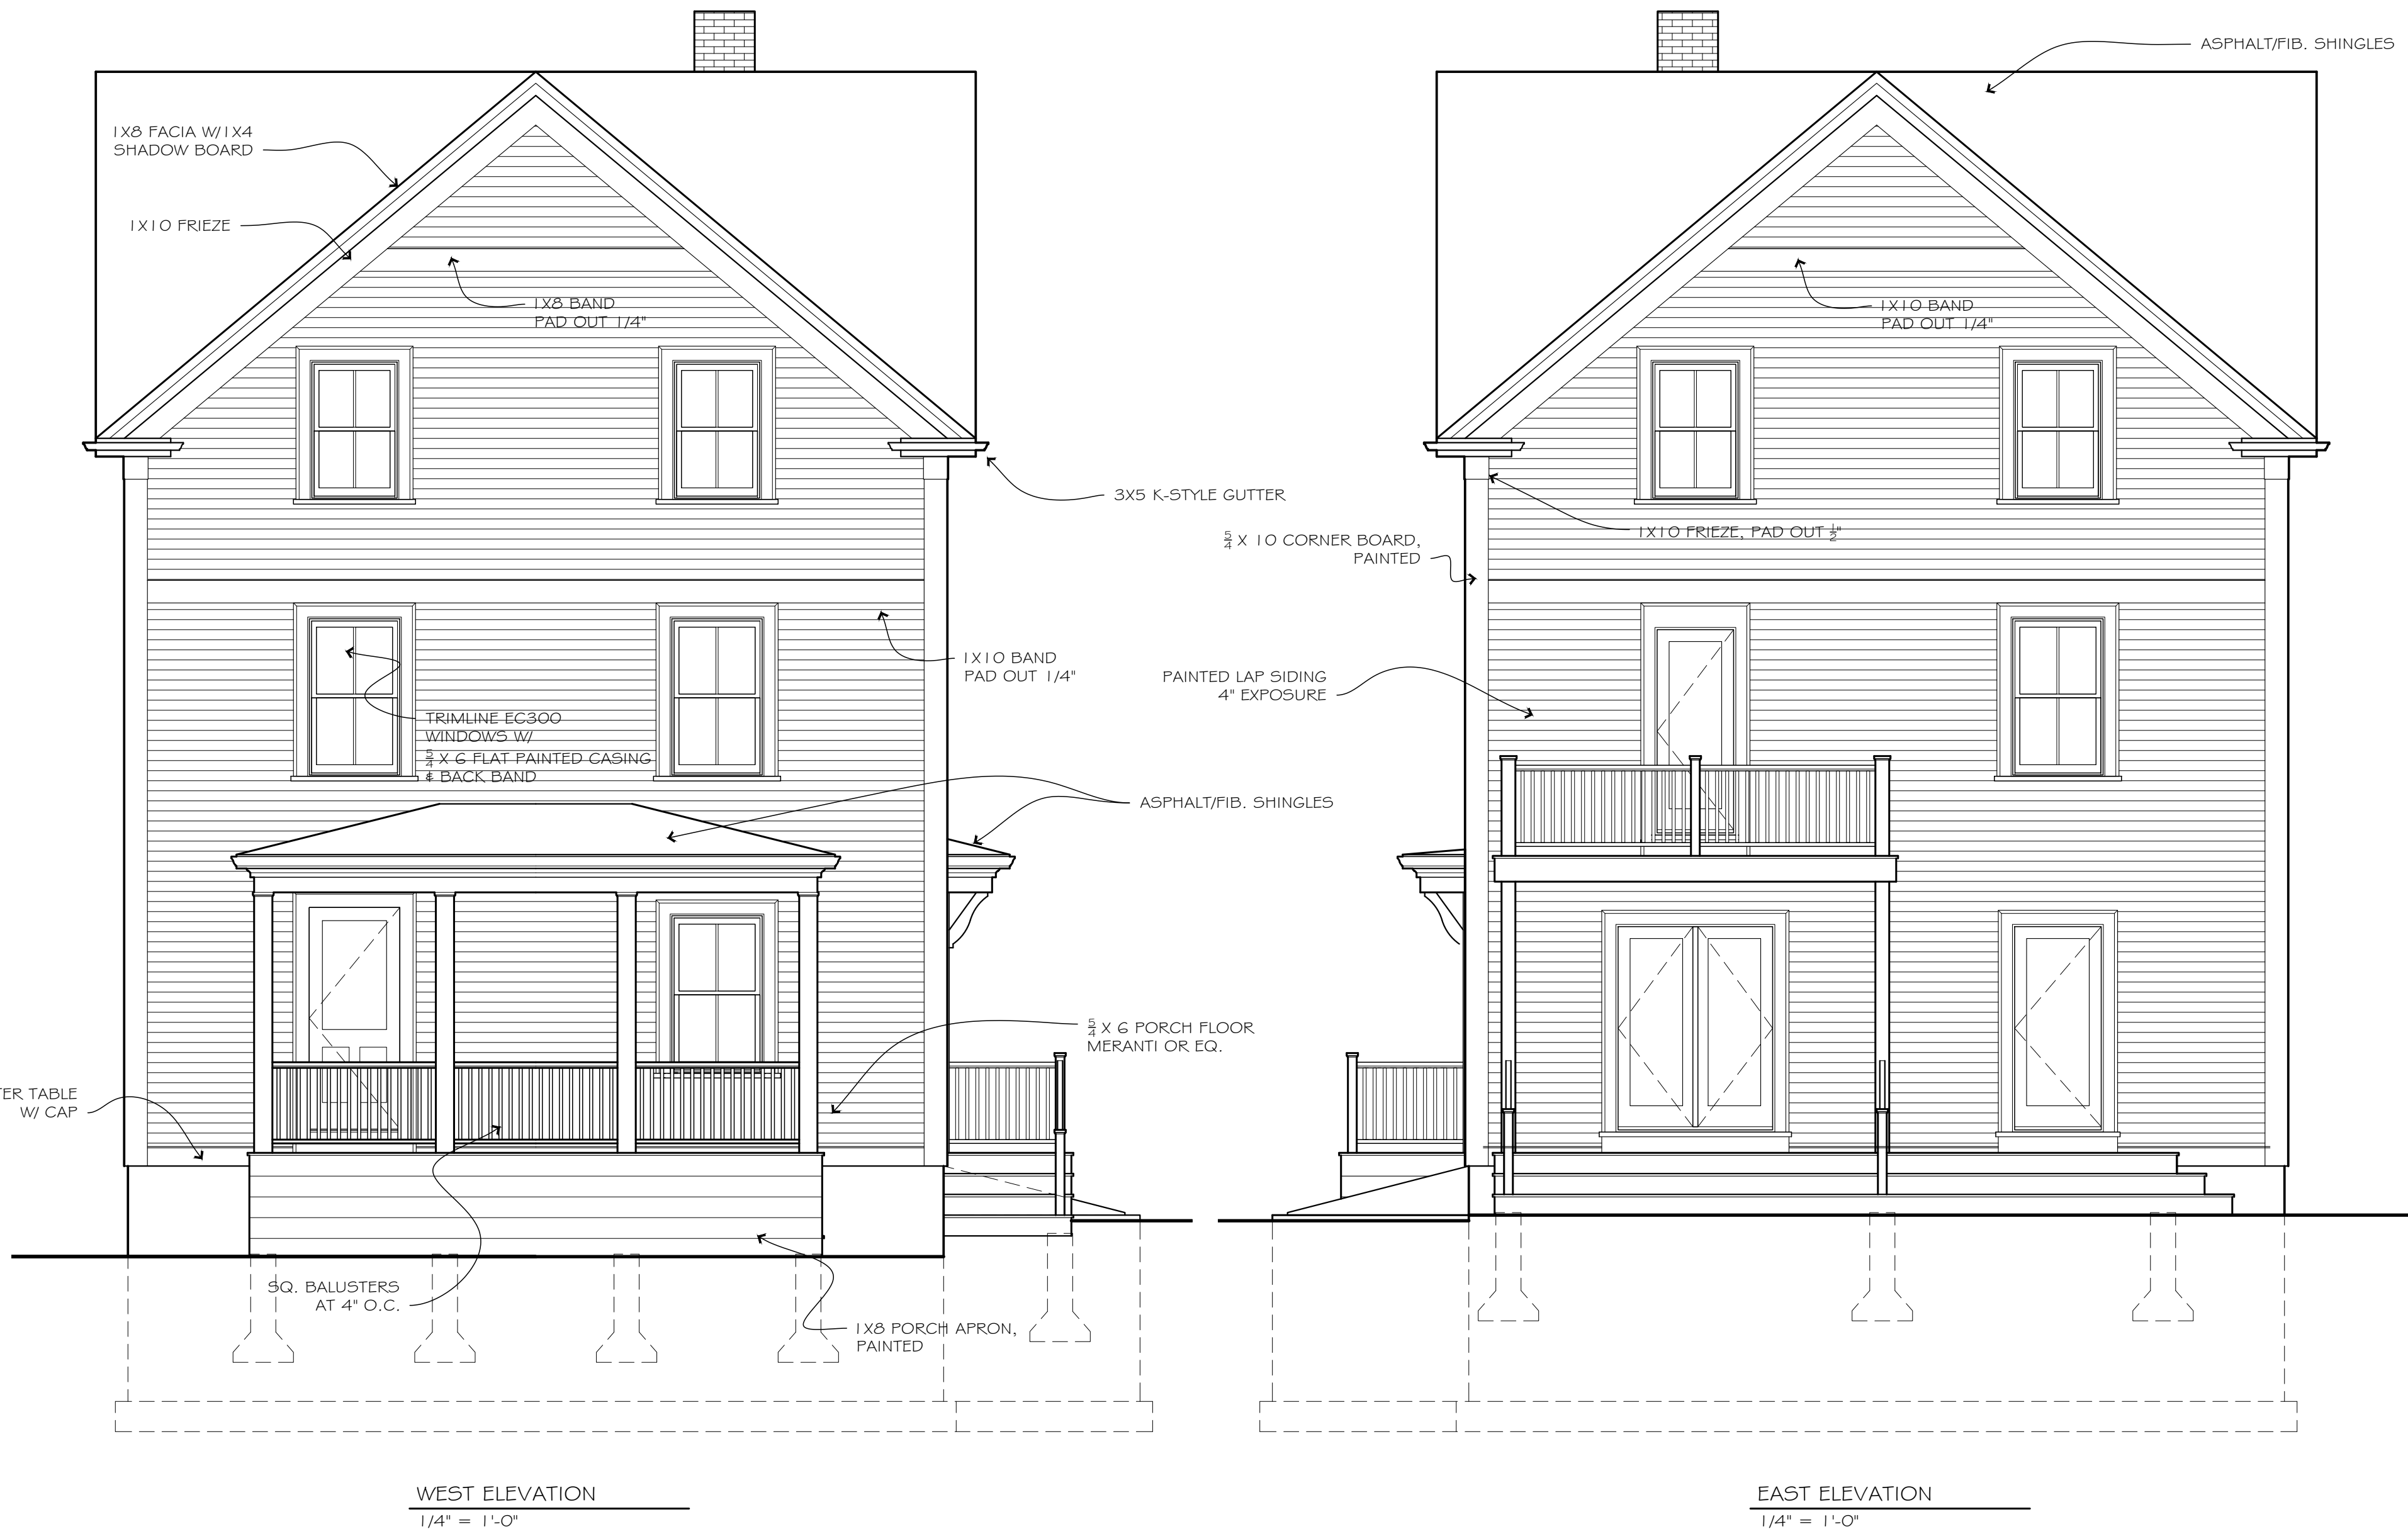 ASPHALT/FIB. SHINGLES
1X8 FACIA W/1X4
SHADOW BOARD
1X10 FRIEZE
1X8 BAND
PAD OUT 1/4"
1X10 BAND
PAD OUT 1/4"
3X5 K-STYLE GUTTER
5/4 X 10 CORNER BOARD,
PAINTED
1X10 FRIEZE, PAD OUT 1/2"
1X10 BAND
PAD OUT 1/4"
PAINTED LAP SIDING
4" EXPOSURE
TRIMLINE EC300
WINDOWS W/
5/4 X 6 FLAT PAINTED CASING
& BACK BAND
ASPHALT/FIB. SHINGLES
5/4 X 6 PORCH FLOOR
MERANTI OR EQ.
TABLE
W/ CAP
SQ. BALUSTERS
AT 4" O.C.
1X8 PORCH APRON,
PAINTED
WEST ELEVATION
1/4" = 1'-0"
EAST ELEVATION
1/4" = 1'-0"